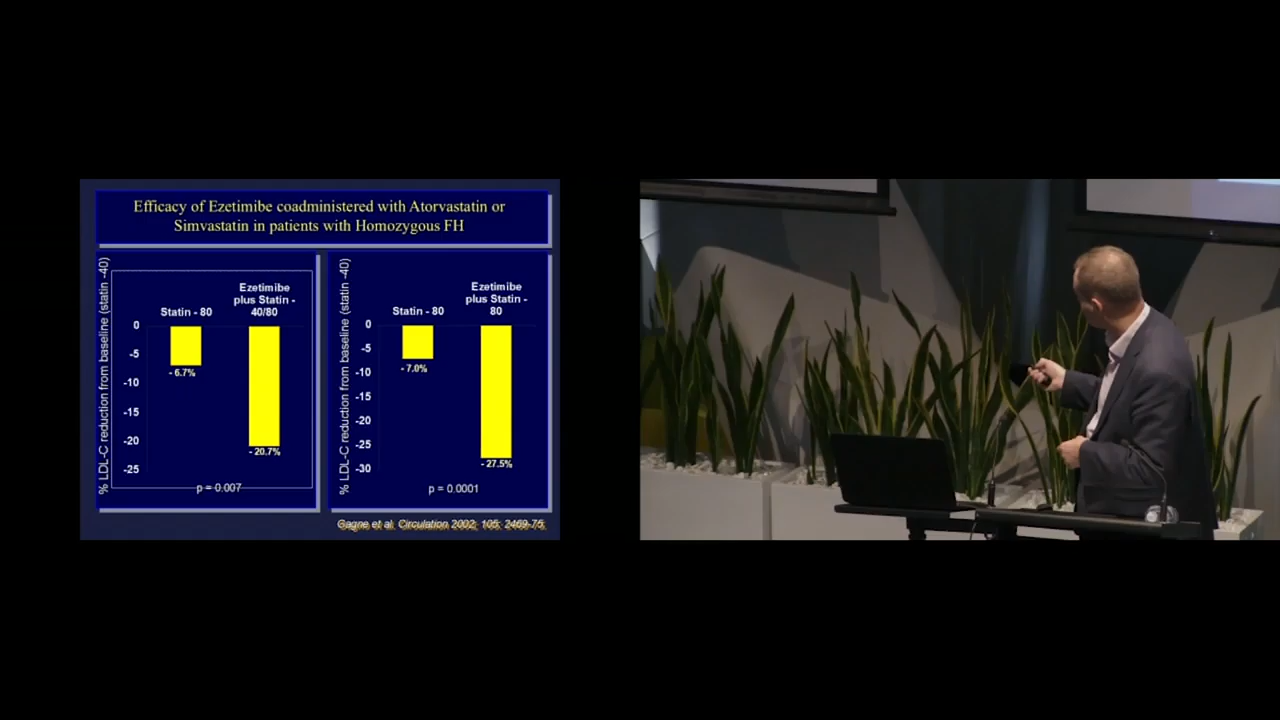 Efficacy of Ezetimibe coadministered with Atorvastatin or
Simvastatin in patients with Homozygous FH
% LDL-C reduction from baseline (statin -40)
Statin - 80
Ezetimibe
plus Statin -
40/80
0
-5
-10
-15
-20
-25
- 6.7%
- 20.7%
p = 0.007
% LDL-C reduction from baseline (statin -40)
Statin - 80
Ezetimibe
plus Statin -
80
0
-5
-10
-15
-20
-25
-30
- 7.0%
- 27.5%
p = 0.0001
Gagne et al. Circulation 2002; 105: 2469-75.